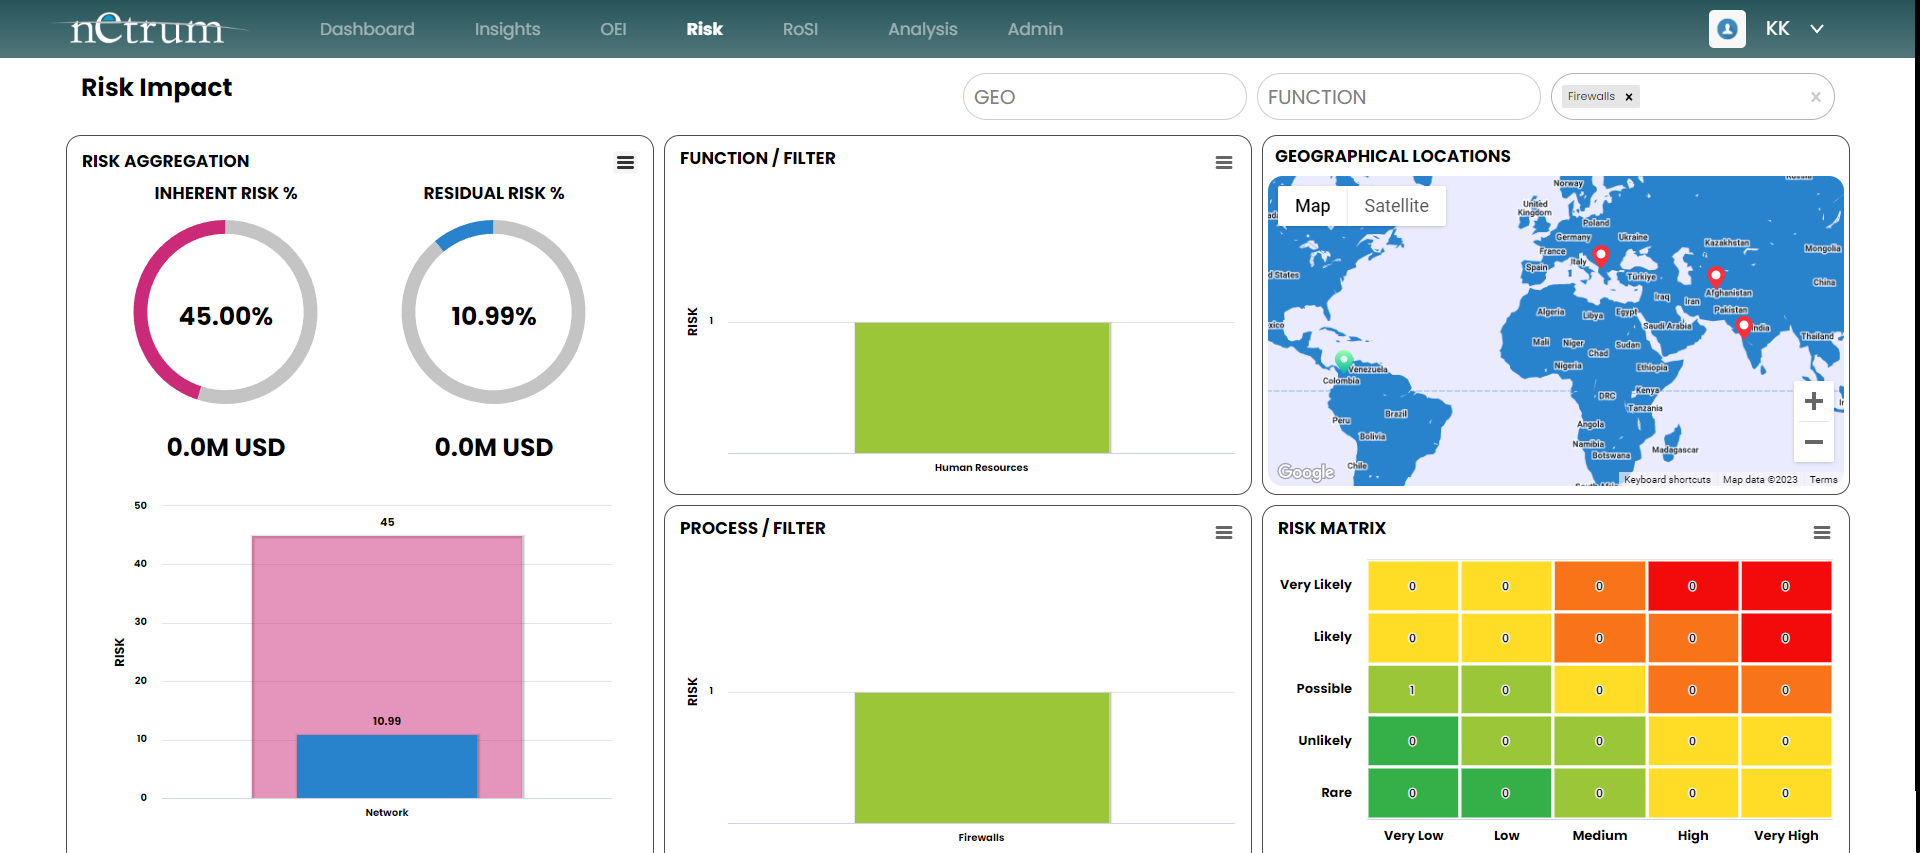 netrum
Dashboard
Insights
OEI
Risk
RoSI
Analysis
Admin
KK
Risk Impact
GEO
FUNCTION
Firewalls ×
×
RISK AGGREGATION
INHERENT RISK %
RESIDUAL RISK %
45.00%
10.99%
0.0M USD
0.0M USD
50
40
30
20
10
0
RISK
45
10.99
Network
FUNCTION / FILTER
RISK
1
Human Resources
PROCESS / FILTER
RISK
1
Firewalls
GEOGRAPHICAL LOCATIONS
Map
Satellite
Norway
United
Kingdom
Poland
Germany
Ukraine
Kazakhstan
Mongolia
France
Italy
Spain
Türkiye
d States
China
Afghanistan
Iraq
Iran
Algeria
Libya
Egypt
Pakistan
Saudi Arabia
India
xico
Thailand
Mali
Niger
Sudan
Chad
Nigeria
Ethiopia
Venezuela
Colombia
Kenya
DRC
Tanzania
Brazil
Peru
Angola
Bolivia
Namibia
Botswana
Madagascar
Chile
Google
Keyboard shortcuts
Map data ©2023
Terms
RISK MATRIX
Very Likely 0 0 0 0 0
Likely 0 0 0 0 0
Possible 1 0 0 0 0
Unlikely 0 0 0 0 0
Rare 0 0 0 0 0
Very Low Low Medium High Very High